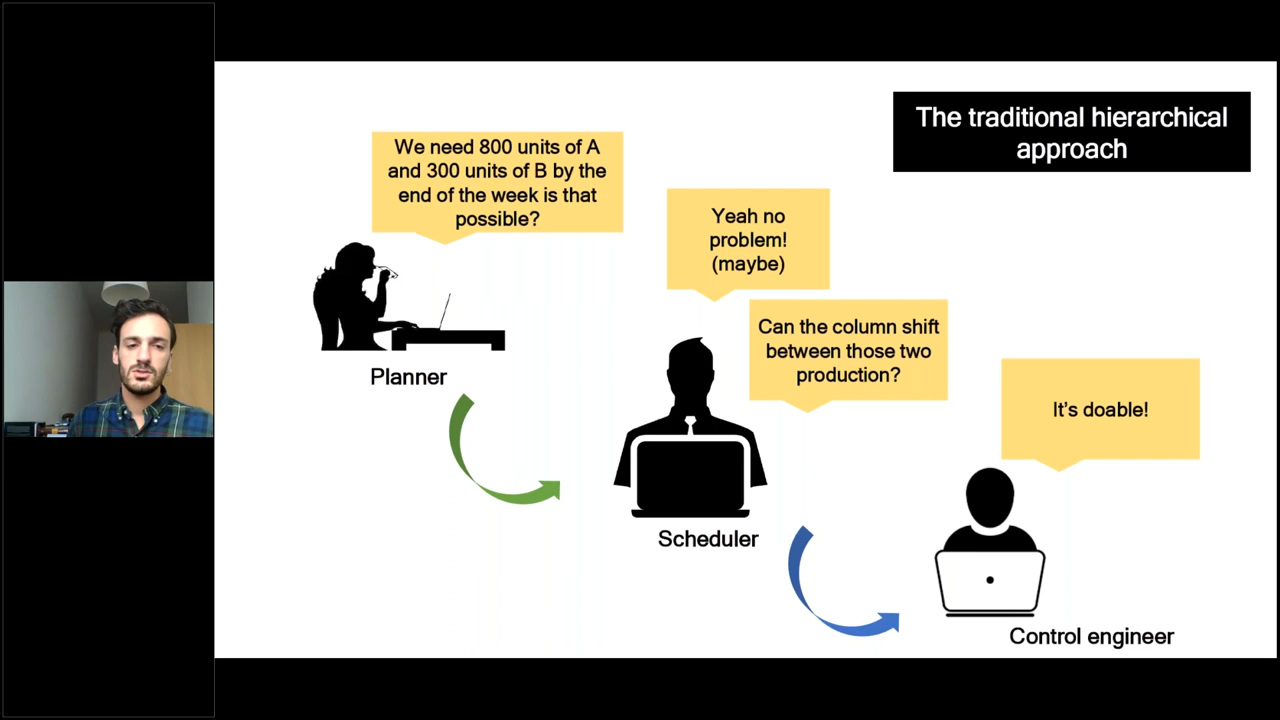 The traditional hierarchical
approach
We need 800 units of A
and 300 units of B by the
end of the week is that
possible?
Planner
Yeah no
problem!
(maybe)
Can the column shift
between those two
production?
Scheduler
It's doable!
Control engineer